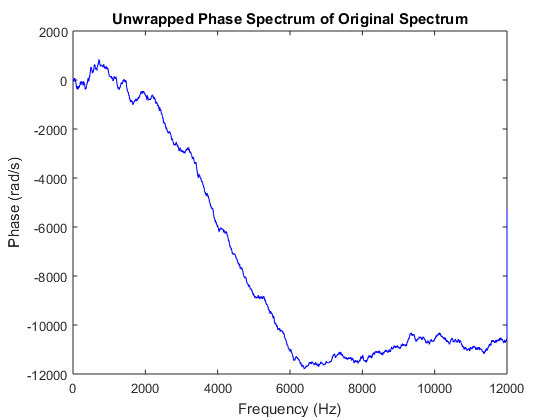 Unwrapped Phase Spectrum of Original Spectrum
2000
0
-2000
-4000
-6000
-8000
-10000
-12000
Phase (rad/s)
0 2000 4000 6000 8000 10000 12000
Frequency (Hz)